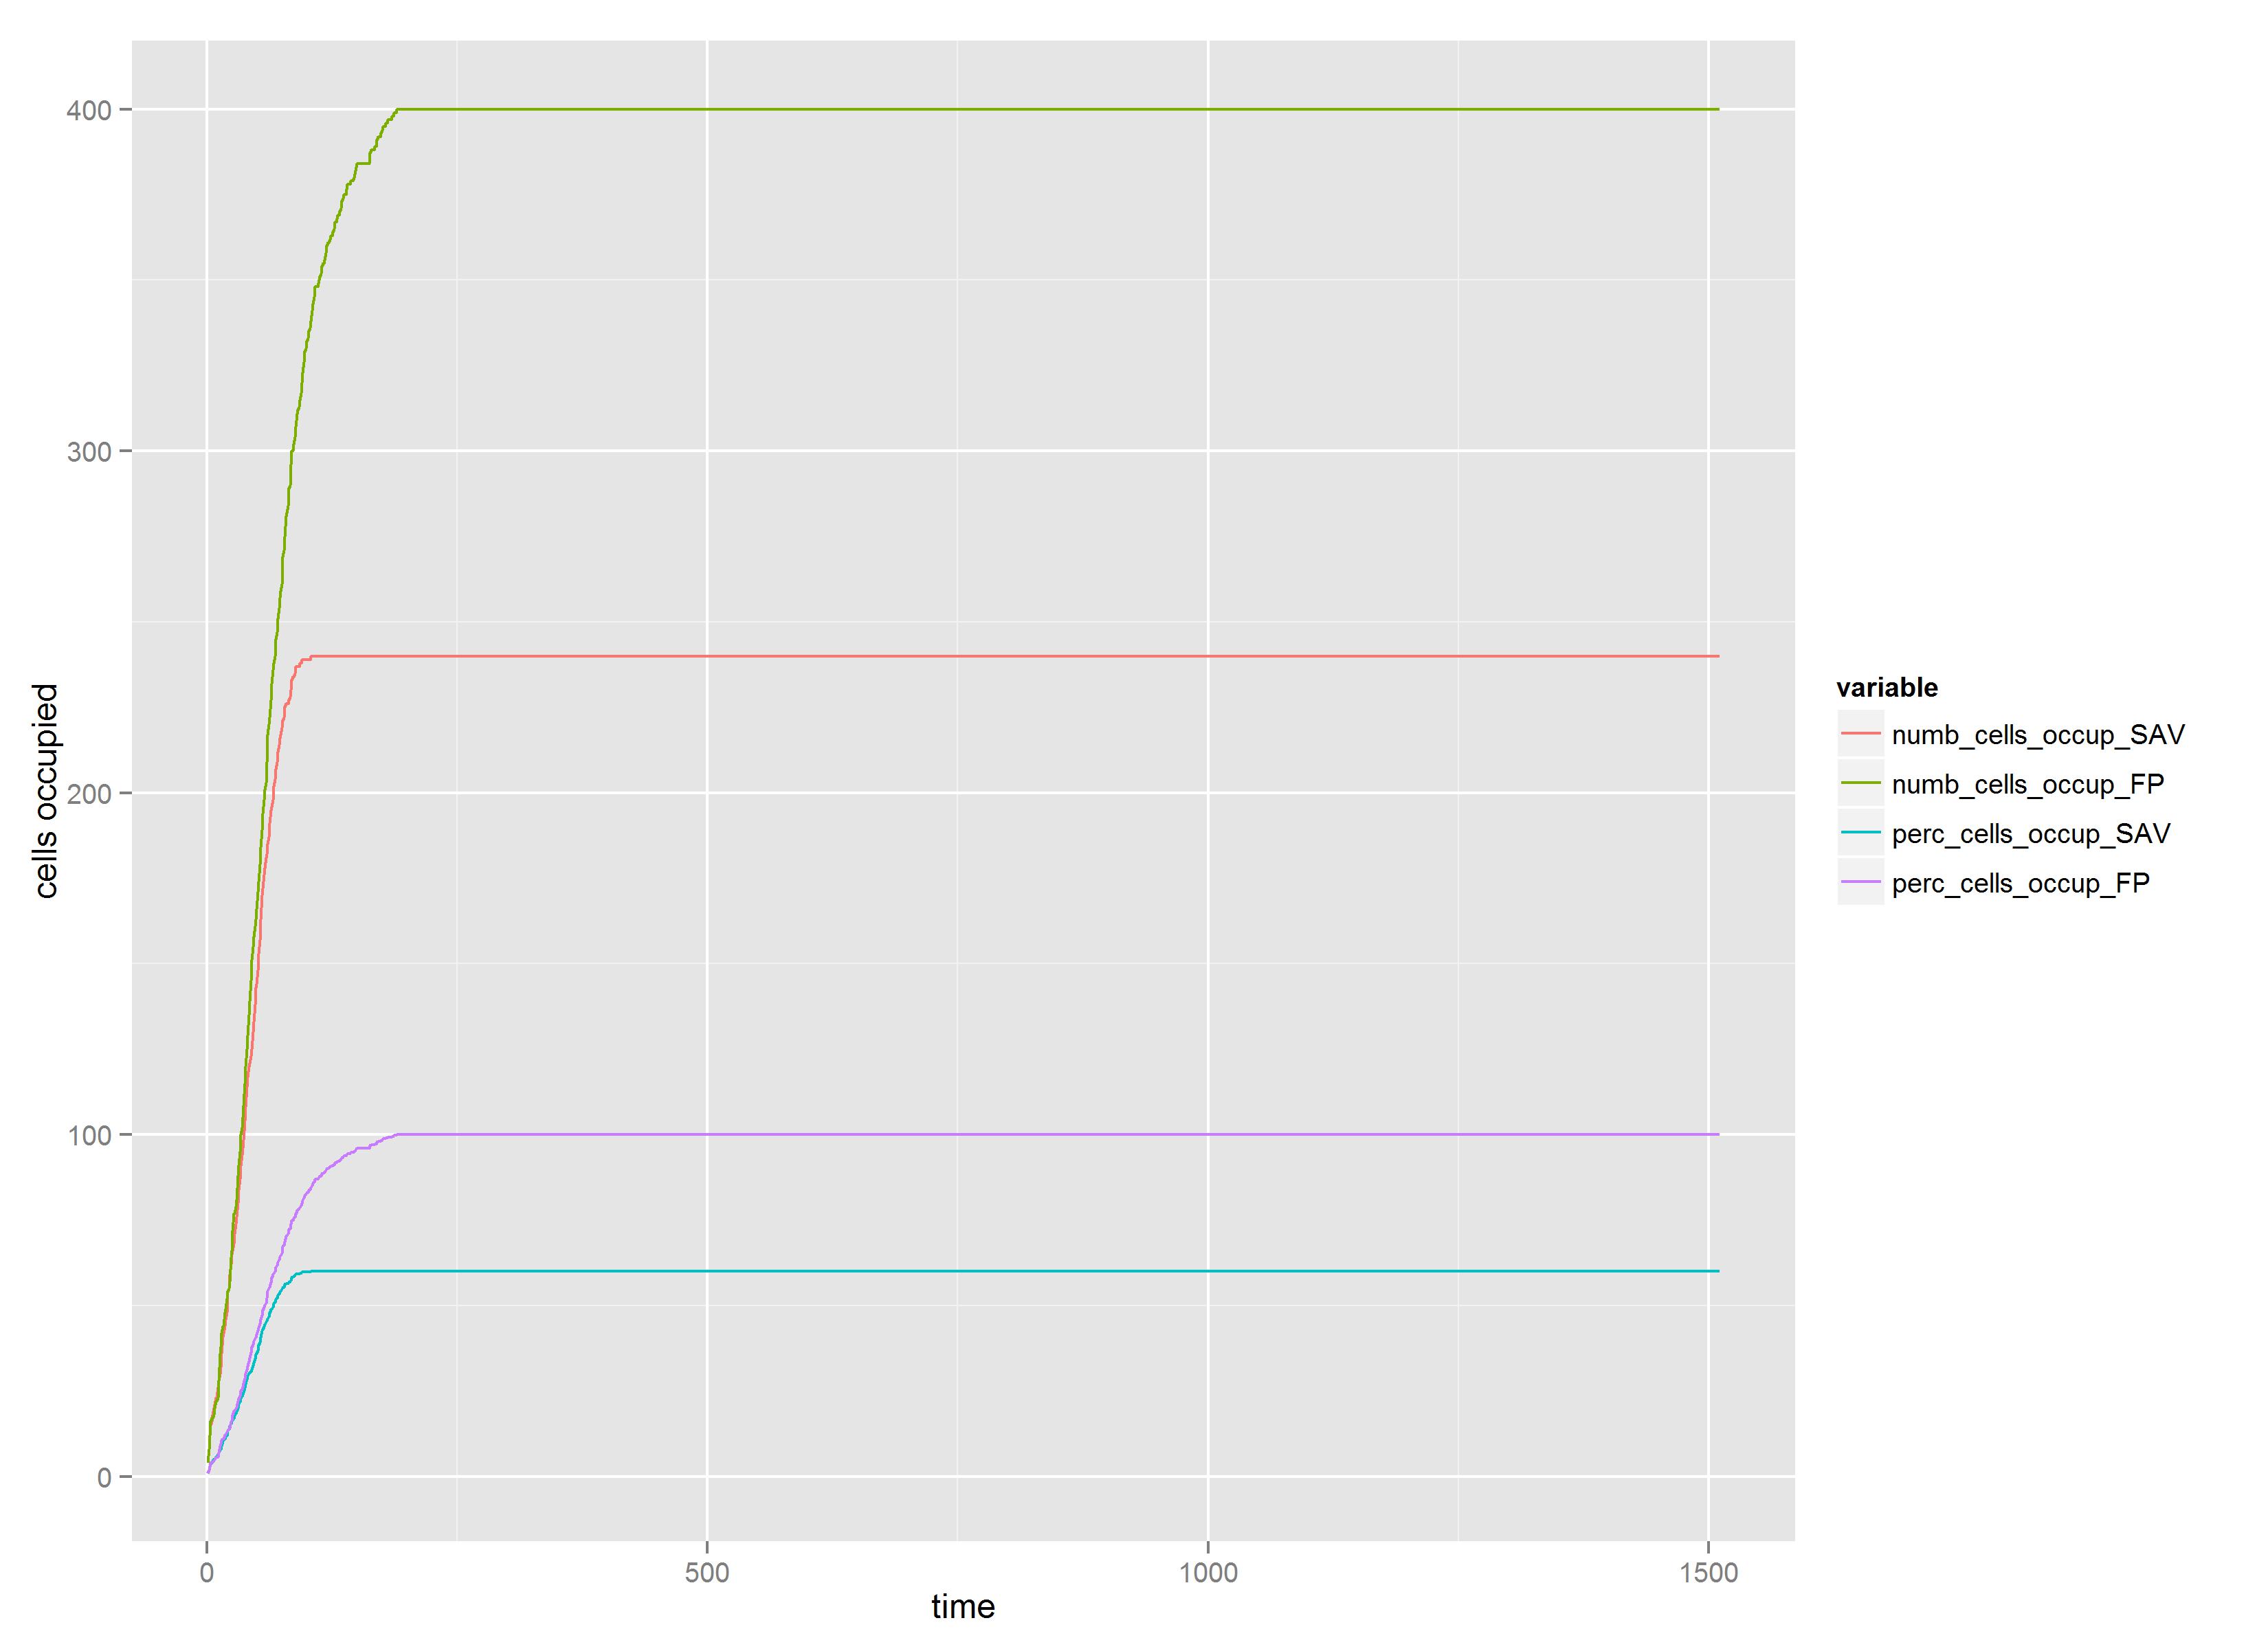 400
300
200
100
0
cells occupied
0 500 1000 1500
time
variable
numb_cells_occup_SAV
numb_cells_occup_FP
perc_cells_occup_SAV
perc_cells_occup_FP